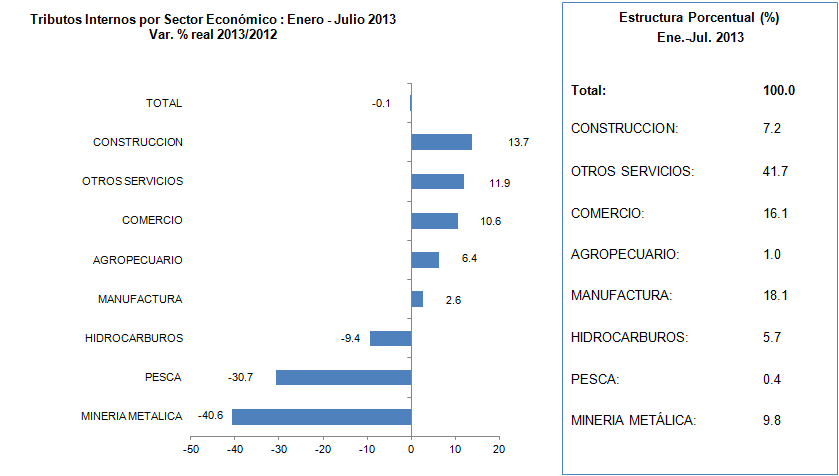 Tributos Internos por Sector Económico : Enero - Julio 2013
Var. % real 2013/2012
TOTAL -0.1
CONSTRUCCION 13.7
OTROS SERVICIOS 11.9
COMERCIO 10.6
AGROPECUARIO 6.4
MANUFACTURA 2.6
HIDROCARBUROS -9.4
PESCA -30.7
MINERIA METALICA -40.6
-50 -40 -30 -20 -10 0 10 20
Estructura Porcentual (%)
Ene.-Jul. 2013
Total: 100.0
CONSTRUCCION: 7.2
OTROS SERVICIOS: 41.7
COMERCIO: 16.1
AGROPECUARIO: 1.0
MANUFACTURA: 18.1
HIDROCARBUROS: 5.7
PESCA: 0.4
MINERIA METÁLICA: 9.8